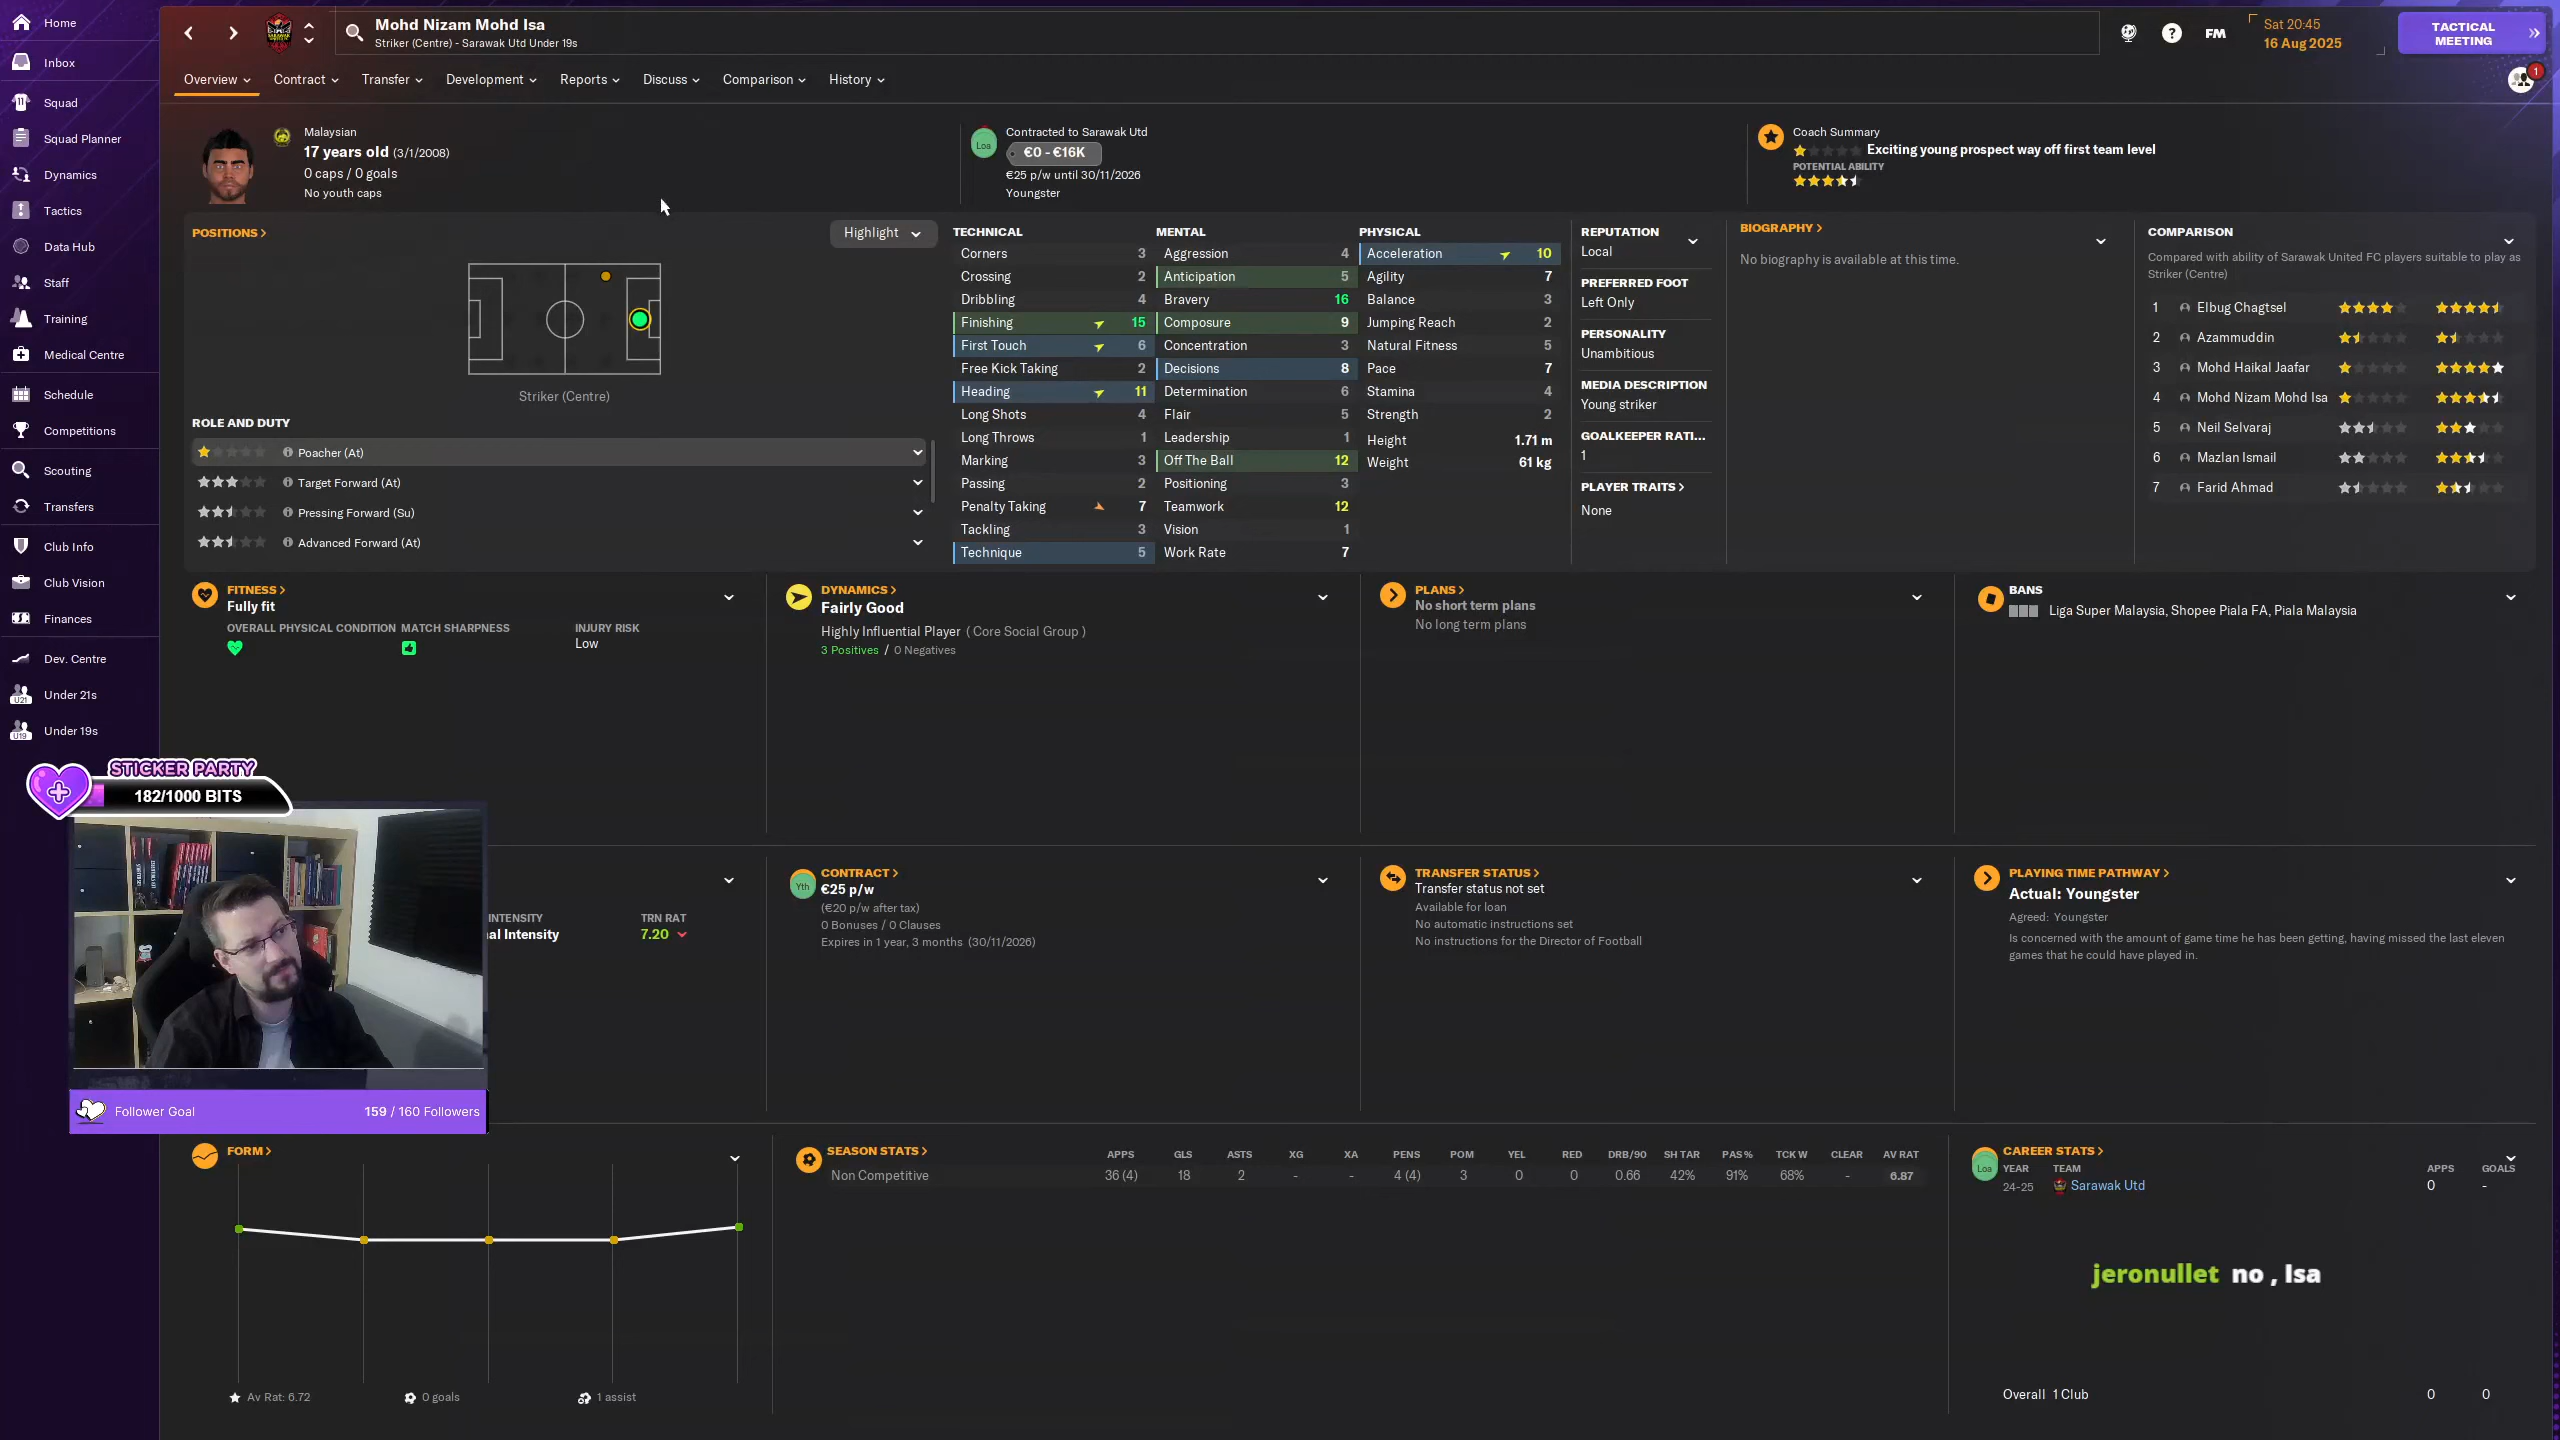 Home
Inbox
Squad
Squad Planner
Dynamics
Tactics
Data Hub
Staff
Training
Medical Centre
Schedule
Competitions
Scouting
Transfers
Club Info
Club Vision
Finances
Dev. Centre
U21 Under 21s
U19 Under 19s
Mohd Nizam Mohd Isa
Striker (Centre) - Sarawak Utd Under 19s
FM
Sat 20:45
16 Aug 2025
TACTICAL
MEETING
1
Overview
Contract
Transfer
Development
Reports
Discuss
Comparison
History
Malaysian
17 years old (3/1/2008)
0 caps / 0 goals
No youth caps
Loa
Contracted to Sarawak Utd
€0 - €16K
€25 p/w until 30/11/2026
Youngster
Coach Summary
Exciting young prospect way off first team level
POTENTIAL ABILITY
POSITIONS >
Highlight
Striker (Centre)
ROLE AND DUTY
Poacher (At)
Target Forward (At)
Pressing Forward (Su)
Advanced Forward (At)
TECHNICAL
Corners 3
Crossing 2
Dribbling 4
Finishing 15
First Touch 6
Free Kick Taking 2
Heading 11
Long Shots 4
Long Throws 1
Marking 3
Passing 2
Penalty Taking 7
Tackling 3
Technique 5
MENTAL
Aggression 4
Anticipation 5
Bravery 16
Composure 9
Concentration 3
Decisions 8
Determination 6
Flair 5
Leadership 1
Off The Ball 12
Positioning 3
Teamwork 12
Vision 1
Work Rate 7
PHYSICAL
Acceleration 10
Agility 7
Balance 3
Jumping Reach 2
Natural Fitness 5
Pace 7
Stamina 4
Strength 2
Height 1.71 m
Weight 61 kg
REPUTATION
Local
PREFERRED FOOT
Left Only
PERSONALITY
Unambitious
MEDIA DESCRIPTION
Young striker
GOALKEEPER RATI...
1
PLAYER TRAITS >
None
BIOGRAPHY >
No biography is available at this time.
COMPARISON
Compared with ability of Sarawak United FC players suitable to play as
Striker (Centre)
1 Elbug Chagtsel
2 Azammuddin
3 Mohd Haikal Jaafar
4 Mohd Nizam Mohd Isa
5 Neil Selvaraj
6 Mazlan Ismail
7 Farid Ahmad
FITNESS >
Fully fit
OVERALL PHYSICAL CONDITION MATCH SHARPNESS INJURY RISK
Low
DYNAMICS >
Fairly Good
Highly Influential Player ( Core Social Group )
3 Positives / 0 Negatives
PLANS >
No short term plans
No long term plans
BANS
Liga Super Malaysia, Shopee Piala FA, Piala Malaysia
STICKER PARTY
182/1000 BITS
INTENSITY TRN RAT
al Intensity 7.20
Yth
CONTRACT >
€25 p/w
(€20 p/w after tax)
0 Bonuses / 0 Clauses
Expires in 1 year, 3 months (30/11/2026)
TRANSFER STATUS >
Transfer status not set
Available for loan
No automatic instructions set
No instructions for the Director of Football
PLAYING TIME PATHWAY >
Actual: Youngster
Agreed: Youngster
Is concerned with the amount of game time he has been getting, having missed the last eleven
games that he could have played in.
Follower Goal 159 / 160 Followers
FORM >
Av Rat: 6.72
0 goals
1 assist
SEASON STATS > APPS GLS ASTS XG XA PENS POM YEL RED DRB/90 SH TAR PAS% TCK W CLEAR AV RAT
Non Competitive 36 (4) 18 2 - - 4 (4) 3 0 0 0.66 42% 91% 68% - 6.87
Loa
CAREER STATS >
YEAR TEAM APPS GOALS
24-25 Sarawak Utd 0 -
jeronullet no , Isa
Overall 1 Club 0 0